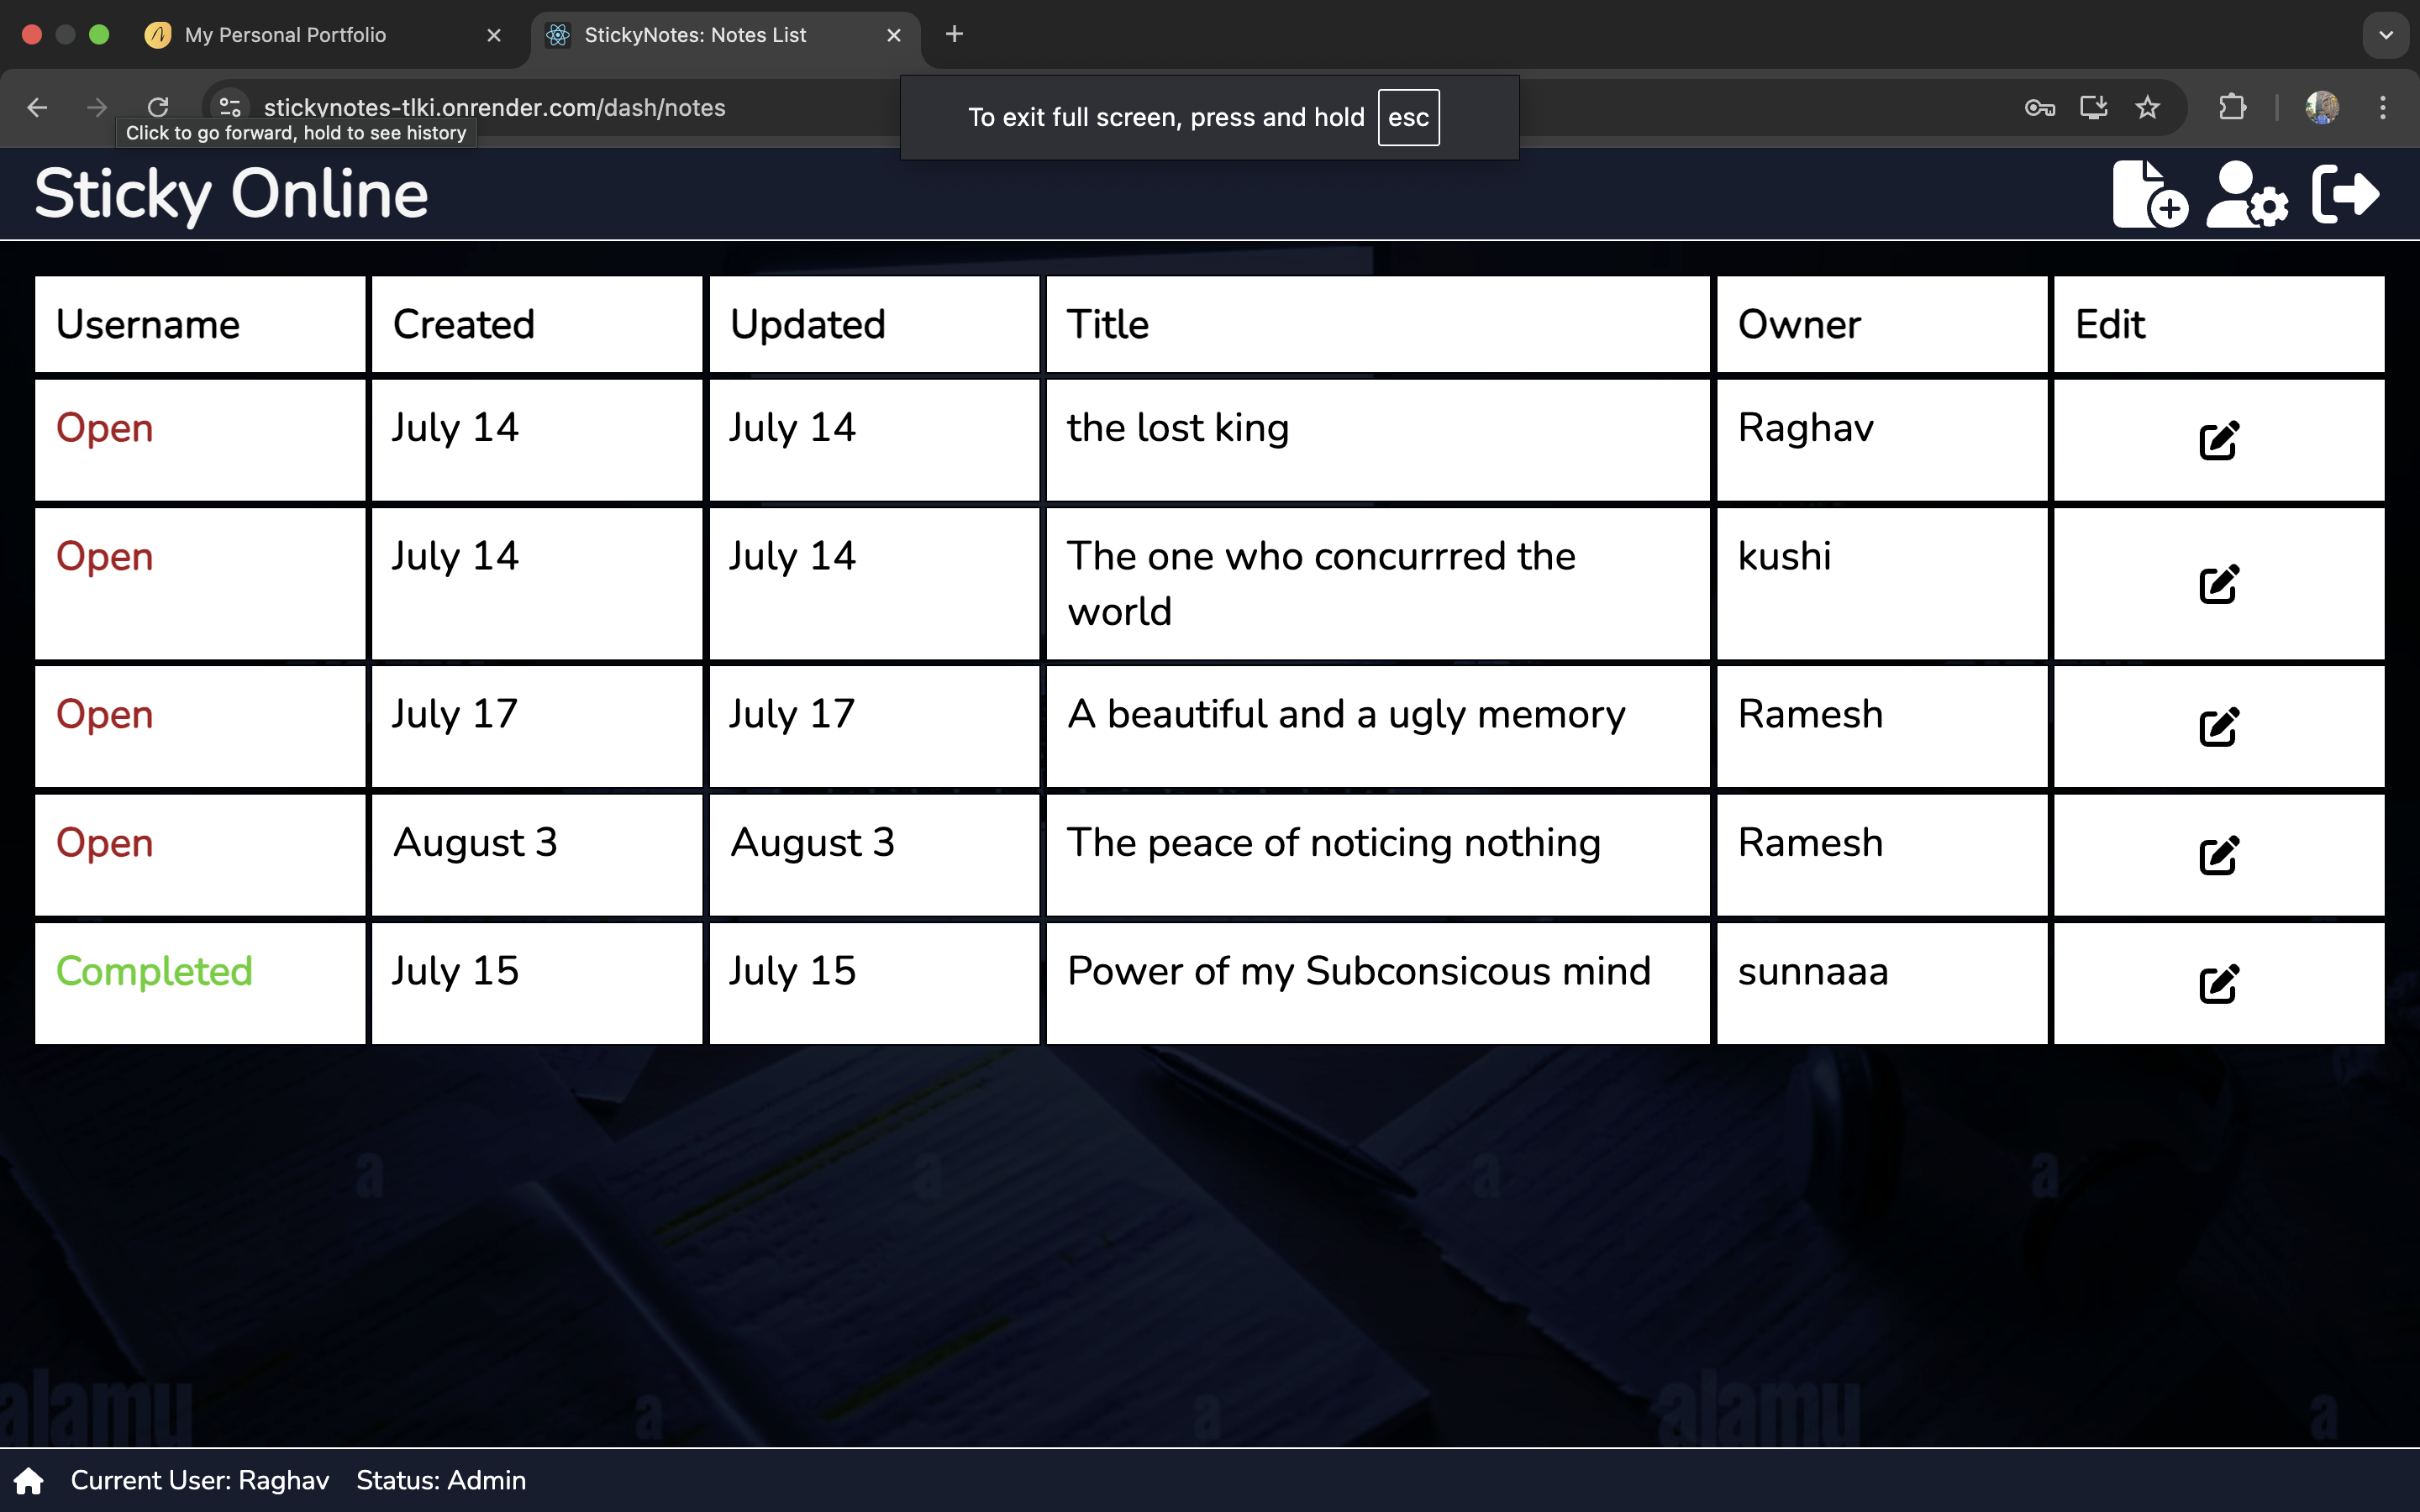 My Personal Portfolio
StickyNotes: Notes List
stickynotes-tlki.onrender.com/dash/notes
To exit full screen, press and hold esc
Click to go forward, hold to see history
Sticky Online
Username Created Updated Title Owner Edit
Open July 14 July 14 the lost king Raghav
Open July 14 July 14 The one who concurrred the kushi
world
Open July 17 July 17 A beautiful and a ugly memory Ramesh
Open August 3 August 3 The peace of noticing nothing Ramesh
Completed July 15 July 15 Power of my Subconsicous mind sunnaaa
a a a a
alamy a a alamy a
Current User: Raghav Status: Admin